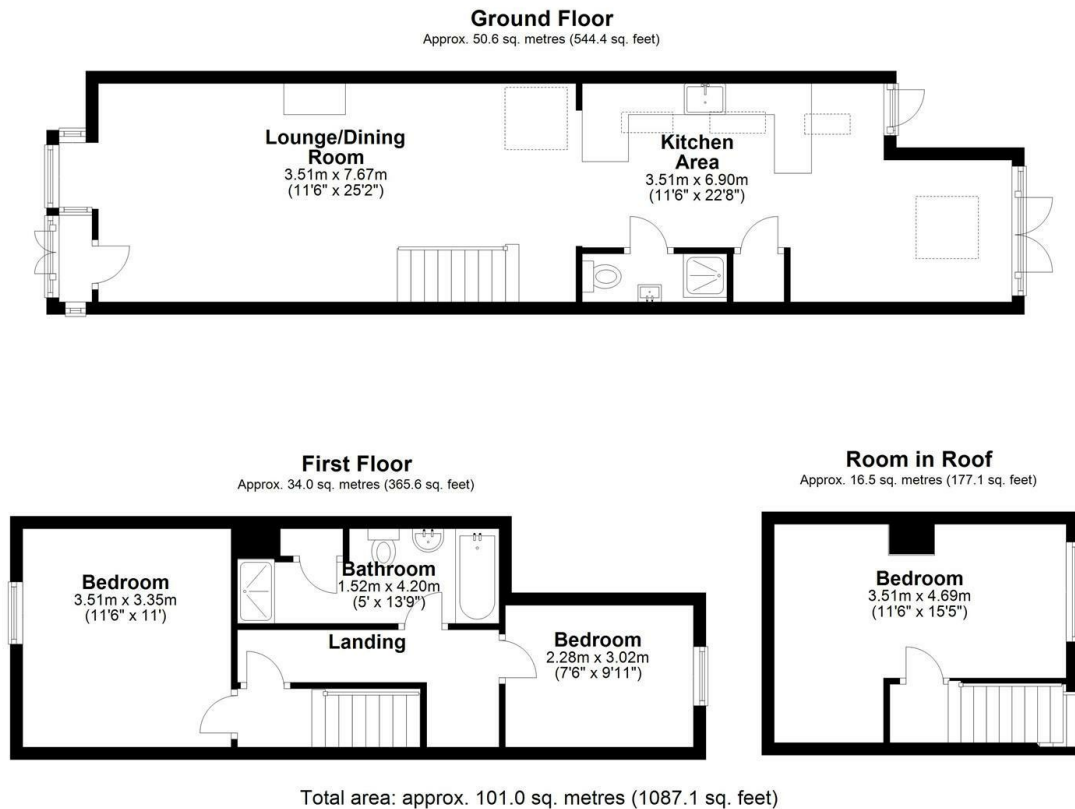 Ground Floor
Approx. 50.6 sq. metres (544.4 sq. feet)
Lounge/Dining
Room
3.51m x 7.67m
(11'6" x 25'2")
Kitchen
Area
3.51m x 6.90m
(11'6" x 22'8")
First Floor
Approx. 34.0 sq. metres (365.6 sq. feet)
Bedroom
3.51m x 3.35m
(11'6" x 11')
Bathroom
1.52m x 4.20m
(5' x 13'9")
Landing
Bedroom
2.28m x 3.02m
(7'6" x 9'11")
Room in Roof
Approx. 16.5 sq. metres (177.1 sq. feet)
Bedroom
3.51m x 4.69m
(11'6" x 15'5")
Total area: approx. 101.0 sq. metres (1087.1 sq. feet)